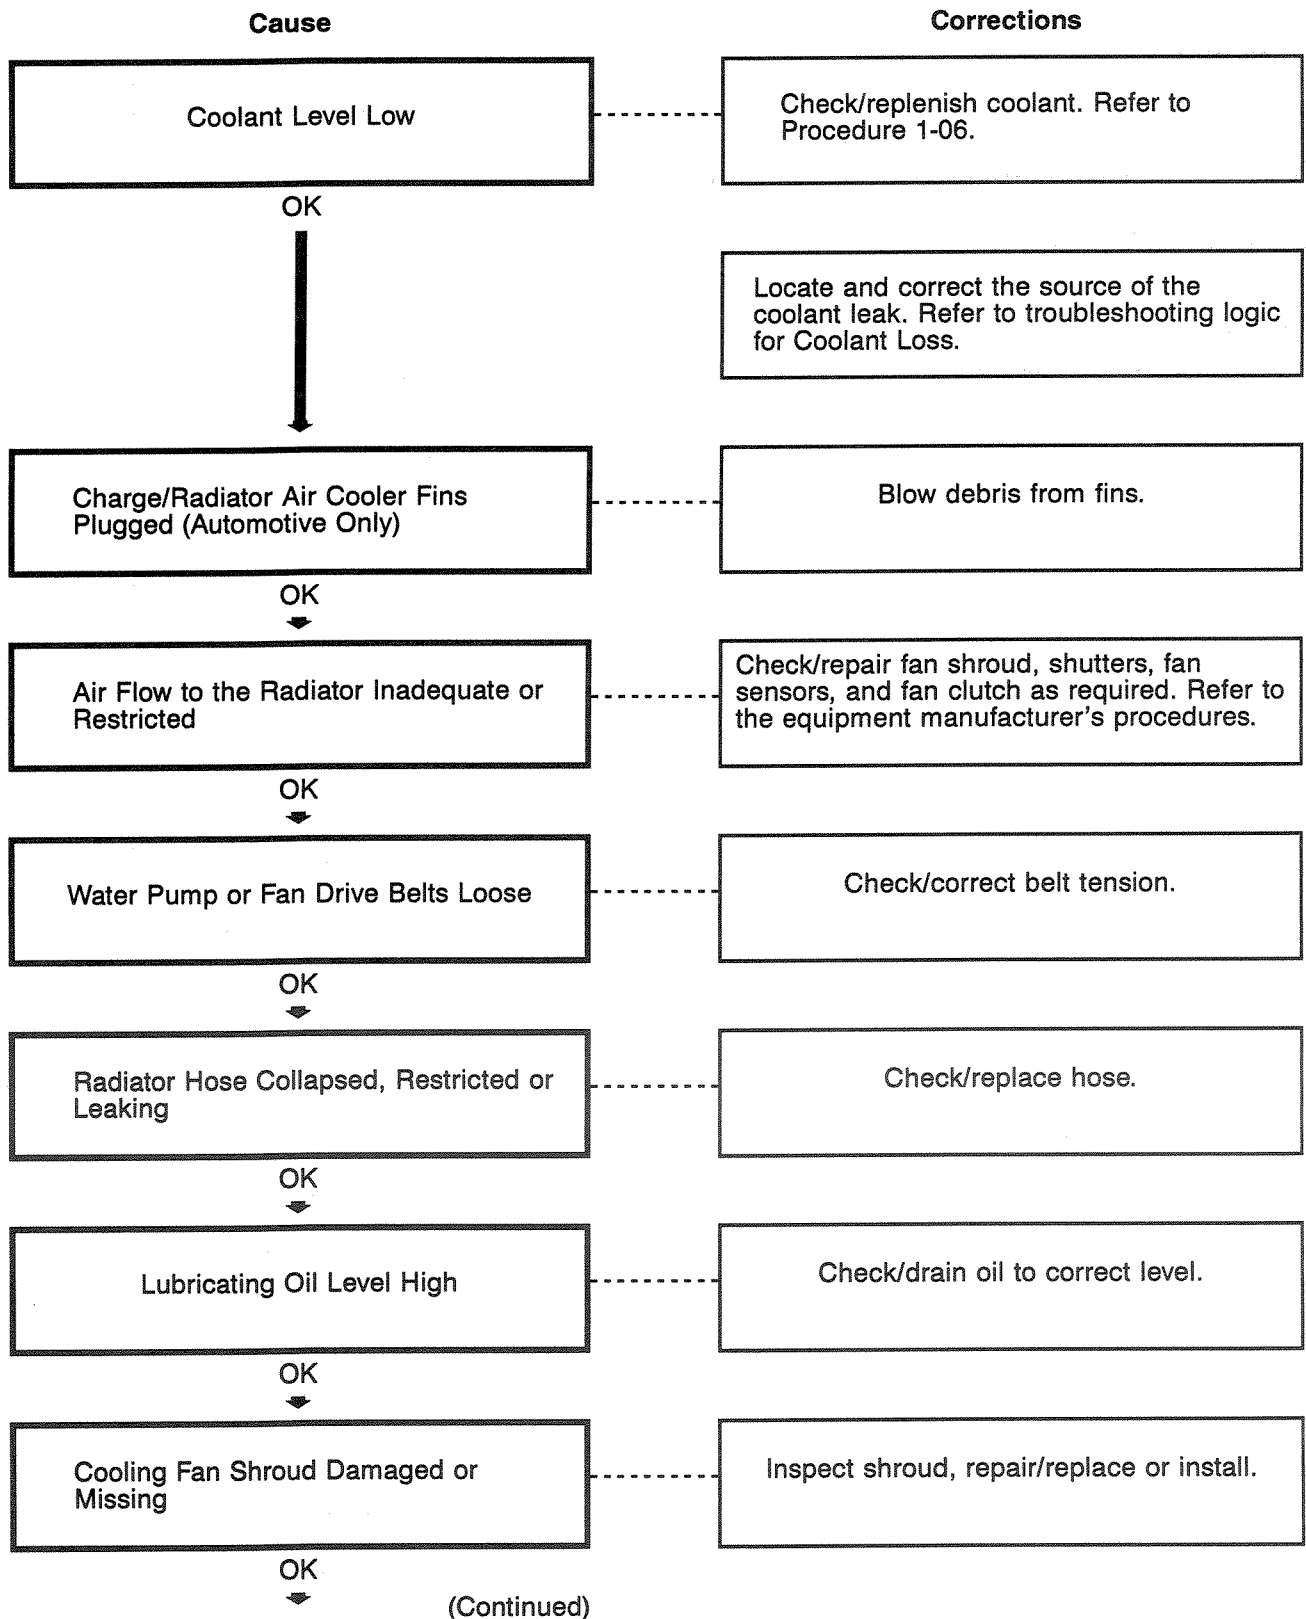 Cause
Corrections
Coolant Level Low
Check/replenish coolant. Refer to
Procedure 1-06.
OK
Locate and correct the source of the
coolant leak. Refer to troubleshooting logic
for Coolant Loss.
Charge/Radiator Air Cooler Fins
Plugged (Automotive Only)
Blow debris from fins.
OK
Air Flow to the Radiator Inadequate or
Restricted
Check/repair fan shroud, shutters, fan
sensors, and fan clutch as required. Refer to
the equipment manufacturer's procedures.
OK
Water Pump or Fan Drive Belts Loose
Check/correct belt tension.
OK
Radiator Hose Collapsed, Restricted or
Leaking
Check/replace hose.
OK
Lubricating Oil Level High
Check/drain oil to correct level.
OK
Cooling Fan Shroud Damaged or
Missing
Inspect shroud, repair/replace or install.
OK
(Continued)